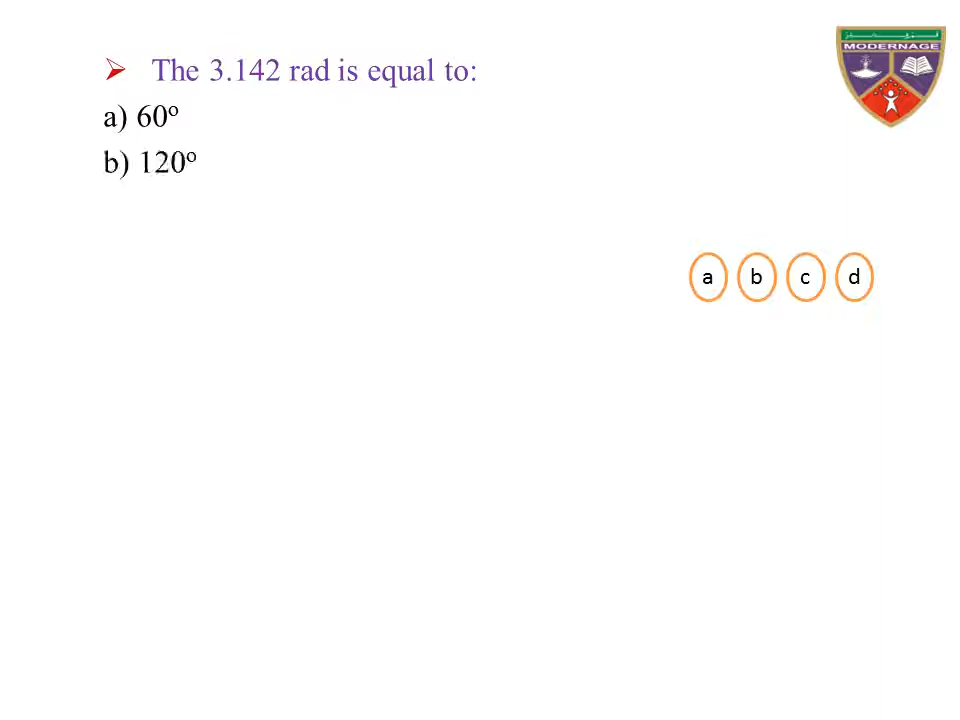 The 3.142 rad is equal to:
a) 60º
b) 120º
MODERNAGE
a b c d